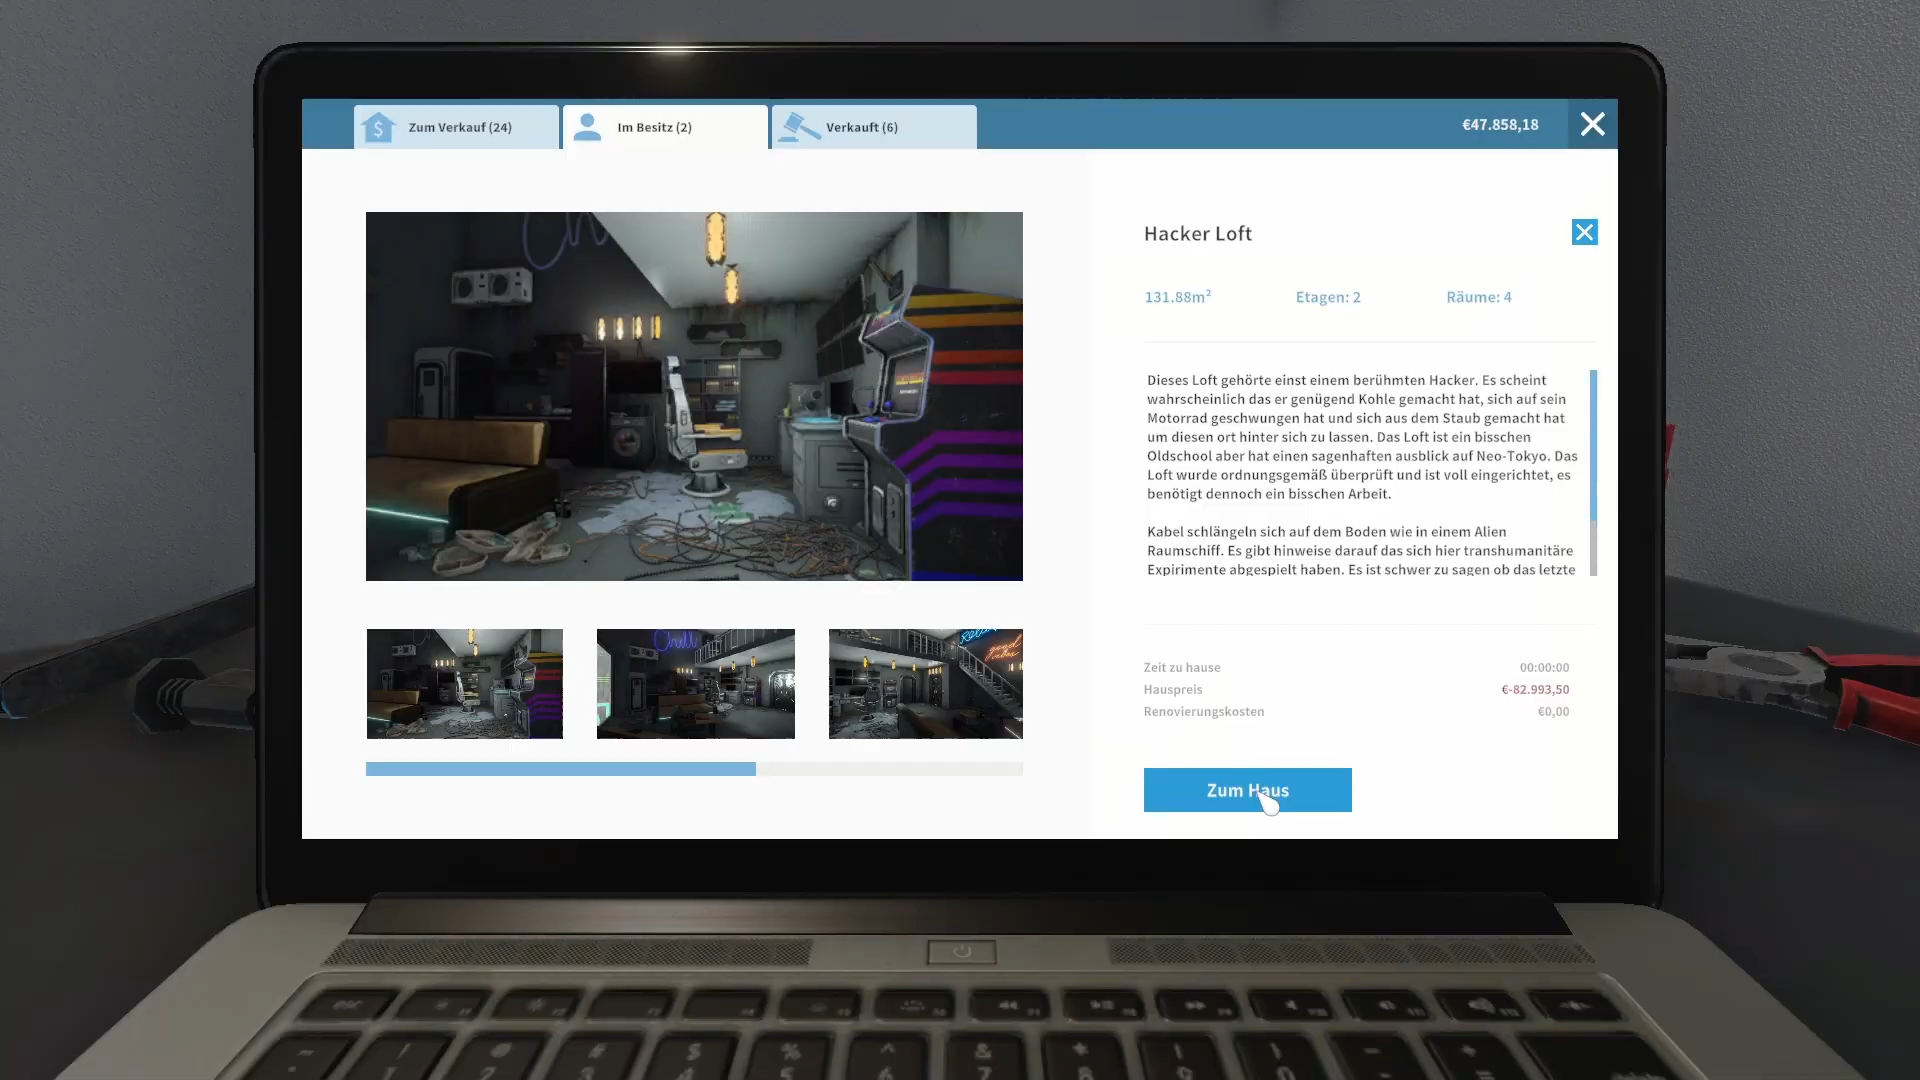 Zum Verkauf (24)
Im Besitz (2)
Verkauft (6)
€47.858,18
Hacker Loft
131.88m²
Etagen: 2
Räume: 4
Dieses Loft gehörte einst einem berühmten Hacker. Es scheint
wahrscheinlich das er genügend Kohle gemacht hat, sich auf sein
Motorrad geschwungen hat und sich aus dem Staub gemacht hat
um diesen ort hinter sich zu lassen. Das Loft ist ein bisschen
Oldschool aber hat einen sagenhaften ausblick auf Neo-Tokyo. Das
Loft wurde ordnungsgemäß überprüft und ist voll eingerichtet, es
benötigt dennoch ein bisschen Arbeit.
Kabel schlängeln sich auf dem Boden wie in einem Alien
Raumschiff. Es gibt hinweise darauf das sich hier transhumanitäre
Expirimente abgespielt haben. Es ist schwer zu sagen ob das letzte
Chill
Relax
good
vibes
Zeit zu hause
00:00:00
Hauspreis
€-82.993,50
Renovierungskosten
€0,00
Zum Haus
esc